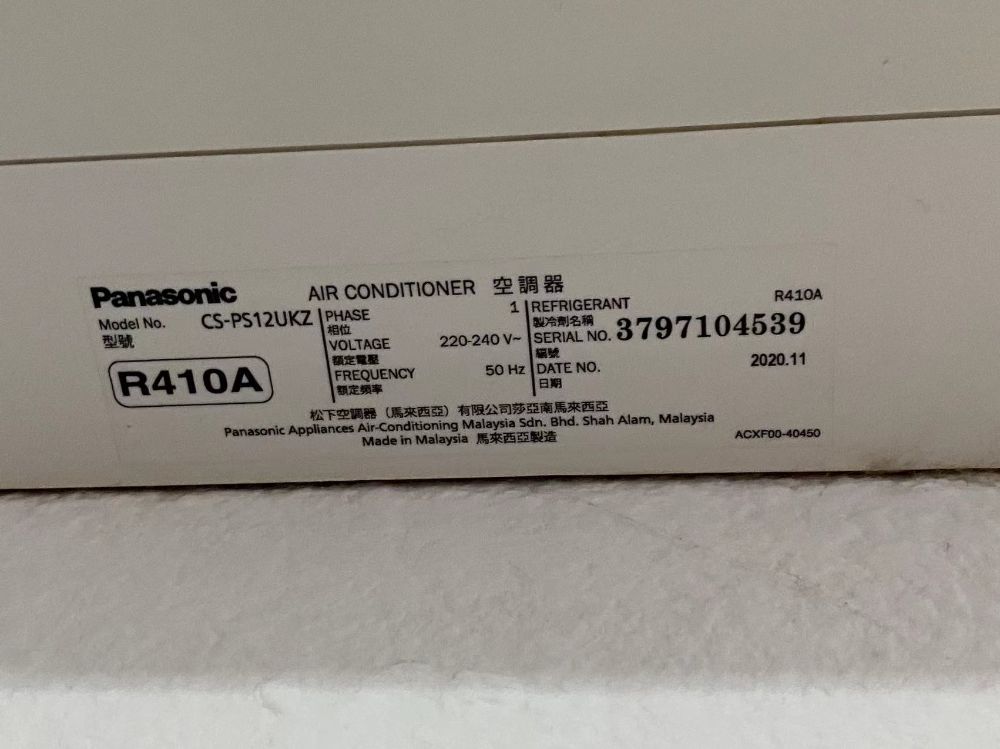 Panasonic AIR CONDITIONER 空調器
Model No. CS-PS12UKZ
型號
R410A
PHASE 1
相位
VOLTAGE 220-240 V~
額定電壓
FREQUENCY 50 Hz
額定頻率
REFRIGERANT R410A
製冷劑名稱
SERIAL NO. 3797104539
編號
DATE NO. 2020.11
日期
松下空調器（馬來西亞）有限公司莎亞南馬來西亞
Panasonic Appliances Air-Conditioning Malaysia Sdn. Bhd. Shah Alam, Malaysia
Made in Malaysia 馬來西亞製造
ACXF00-40450